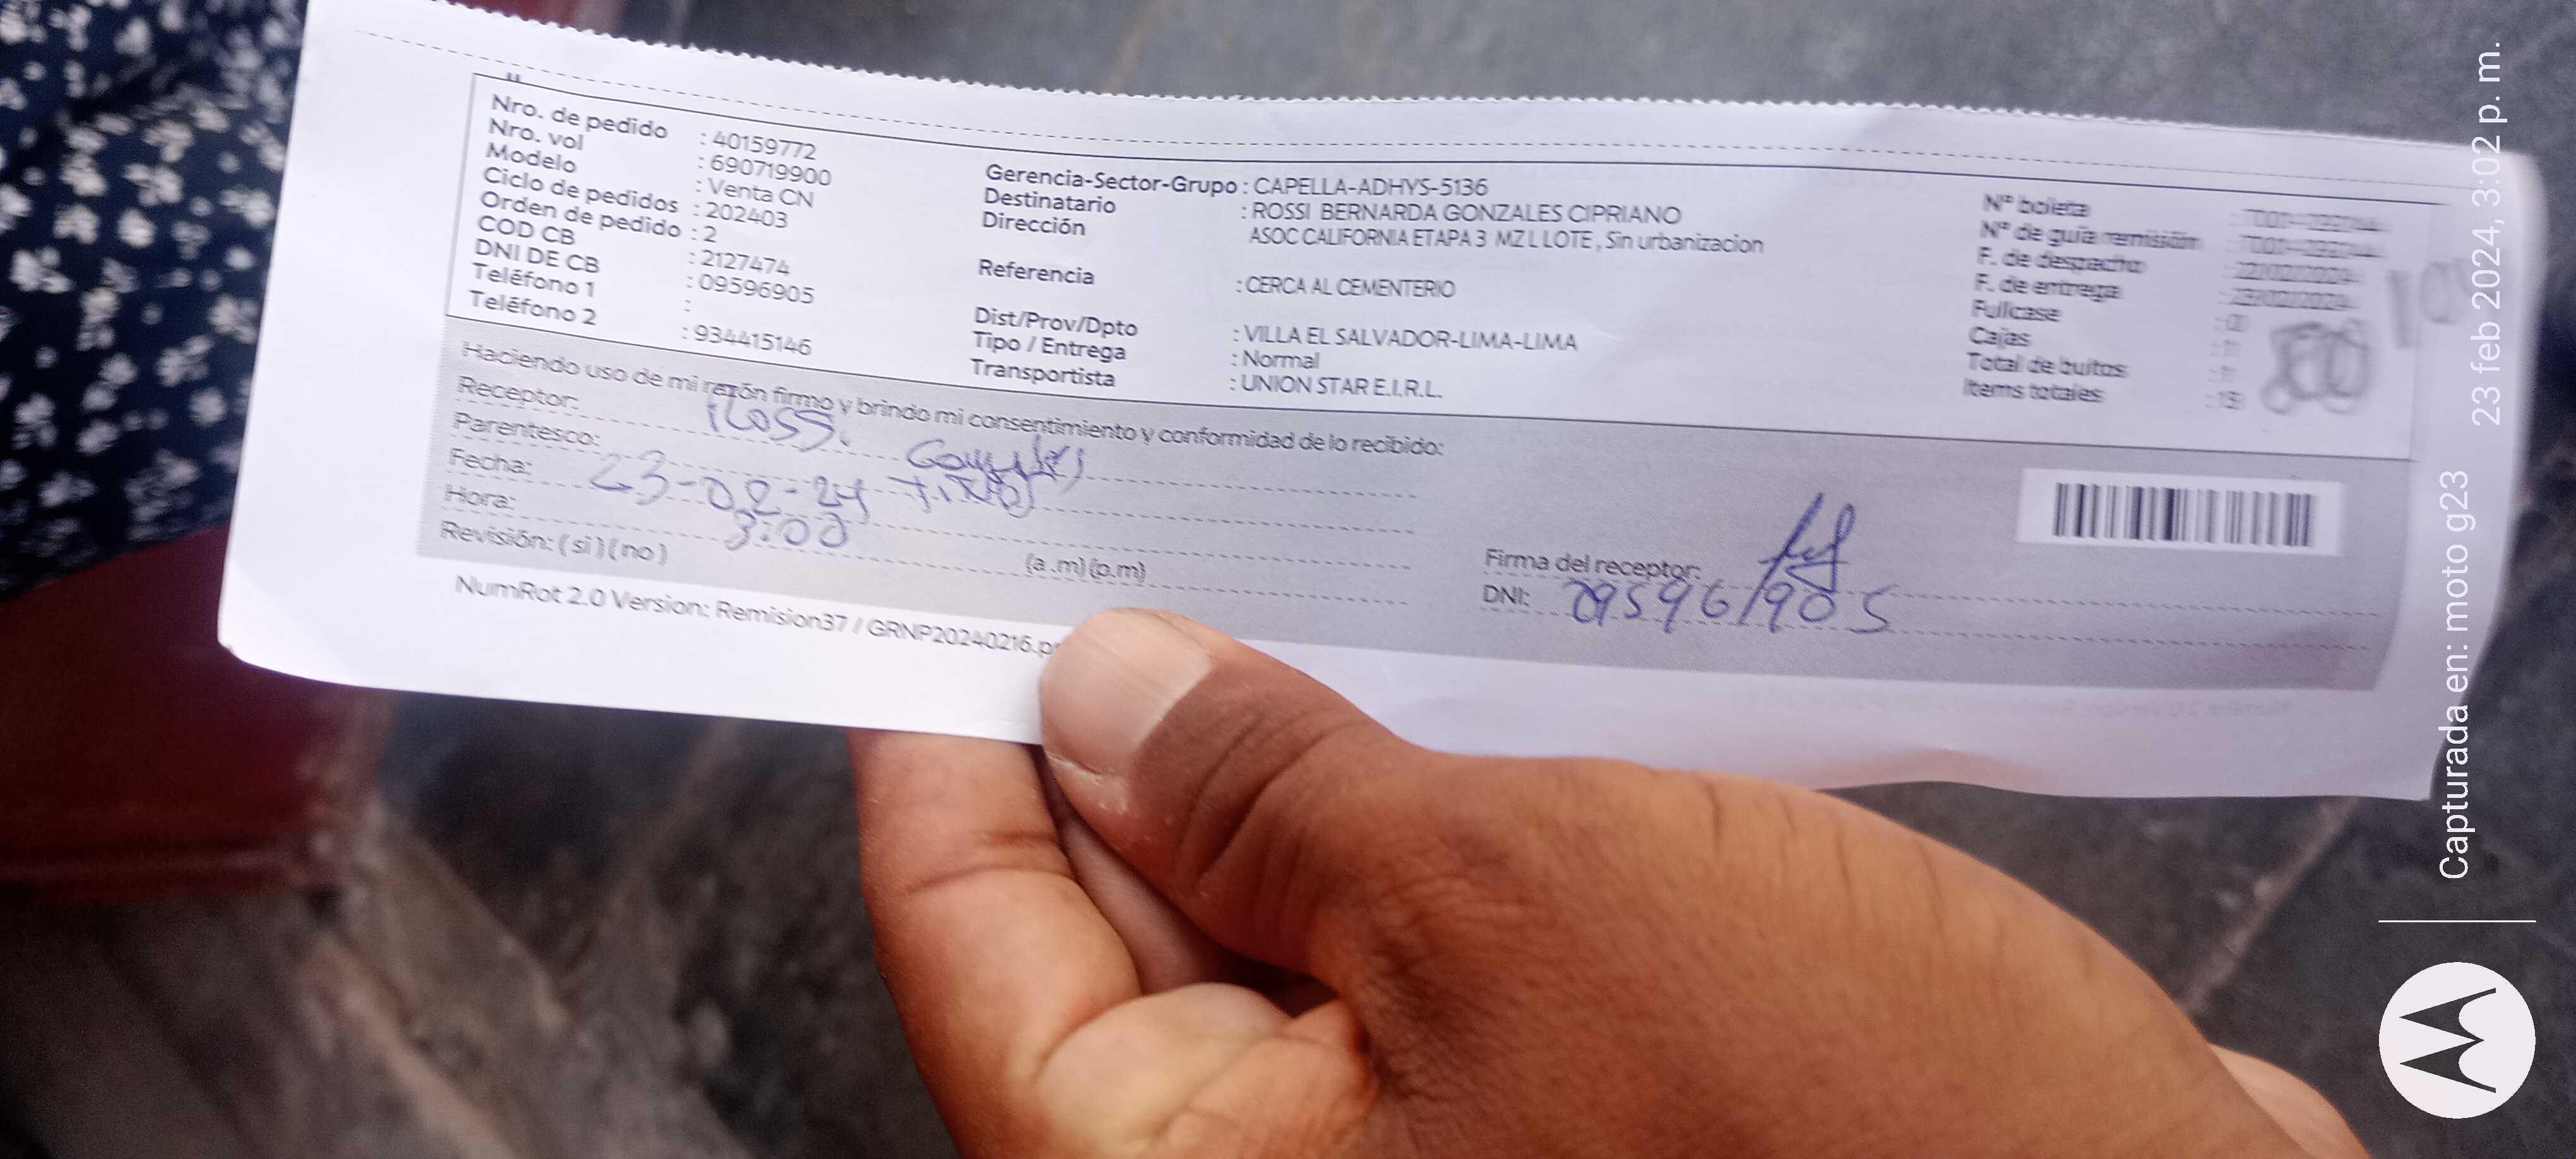 Nro. de pedido : 40159772
Nro. vol : 690719900
Modelo : Venta CN
Ciclo de pedidos : 202403
Orden de pedido : 2
COD CB : 2127474
DNI DE CB : 09596905
Teléfono 1 :
Teléfono 2 : 934415146
Gerencia-Sector-Grupo : CAPELLA-ADHYS-5136
Destinatario : ROSSI BERNARDA GONZALES CIPRIANO
Dirección ASOC CALIFORNIA ETAPA 3 MZ L LOTE , Sin urbanizacion
Referencia : CERCA AL CEMENTERIO
Dist/Prov/Dpto : VILLA EL SALVADOR-LIMA-LIMA
Tipo / Entrega : Normal
Transportista : UNION STAR E.I.R.L.
N° boleta
N° de guía remisión
F. de despacho : 22/02/2024
F. de entrega : 23/02/2024
Fullcase
Cajas
Total de bultos
Items totales
Haciendo uso de mi razón firmo y brindo mi consentimiento y conformidad de lo recibido:
Receptor:
Parentesco:
Fecha: 23-02-24
Hora: 3:00 (a.m)(p.m)
Revisión: (si)(no)
Firma del receptor:
DNI: 09596905
NumRot 2.0 Version: Remision37 / GRNP20240216.
Capturada en: moto g23 23 feb 2024, 3:02 p. m.